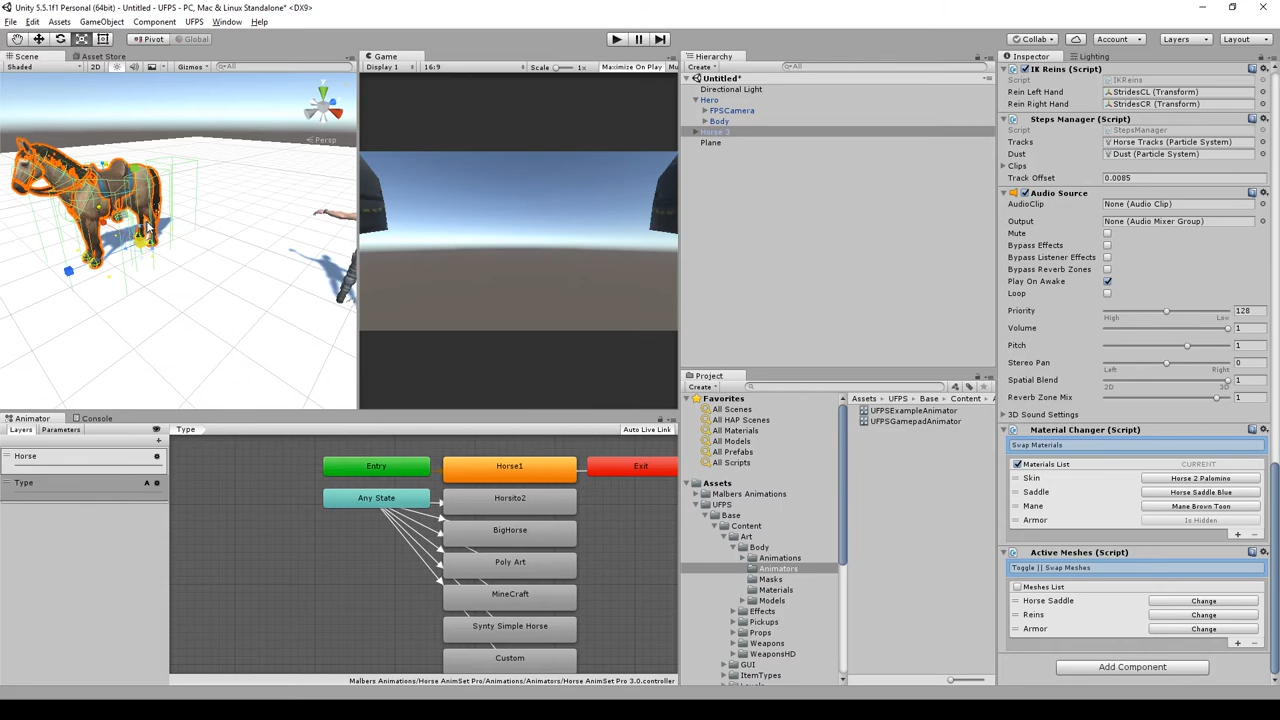 Unity 5.5.1f1 Personal (64bit) - Untitled - UFPS - PC, Mac & Linux Standalone* <DX9>
File Edit Assets GameObject Component UFPS Window Help
Pivot Global Collab Account Layers Layout
Scene Asset Store
Shaded 2D Gizmos All
Persp
Game
Display 1 16:9 Scale 1x Maximize On Play Mu
Hierarchy
Create All
Untitled*
Directional Light
Hero
FPSCamera
Body
Horse 3
Plane
Animator Console
Layers Parameters Type Auto Live Link
Horse
Type
Entry
Any State
Horse1
Exit
Horsito2
BigHorse
Poly Art
MineCraft
Synty Simple Horse
Custom
Malbers Animations/Horse AnimSet Pro/Animations/Animators/Horse AnimSet Pro 3.0.controller
Project
Create
Favorites
All Scenes
All HAP Scenes
All Materials
All Models
All Prefabs
All Scripts
Assets
Malbers Animations
UFPS
Base
Content
Art
Body
Animations
Animators
Masks
Materials
Models
Effects
Pickups
Props
Weapons
WeaponsHD
GUI
ItemTypes
Assets UFPS Base Content A
UFPSExampleAnimator
UFPSGamepadAnimator
Inspector Lighting
IK Reins (Script)
Script IKReins
Rein Left Hand StridesCL (Transform)
Rein Right Hand StridesCR (Transform)
Steps Manager (Script)
Script StepsManager
Tracks Horse Tracks (Particle System)
Dust Dust (Particle System)
Clips
Track Offset 0.0085
Audio Source
AudioClip None (Audio Clip)
Output None (Audio Mixer Group)
Mute
Bypass Effects
Bypass Listener Effects
Bypass Reverb Zones
Play On Awake
Loop
Priority 128
High Low
Volume 1
Pitch 1
Stereo Pan 0
Left Right
Spatial Blend 1
2D 3D
Reverb Zone Mix 1
3D Sound Settings
Material Changer (Script)
Swap Materials
Materials List CURRENT
Skin Horse 2 Palomino
Saddle Horse Saddle Blue
Mane Mane Brown Toon
Armor Is Hidden
Active Meshes (Script)
Toggle || Swap Meshes
Meshes List
Horse Saddle Change
Reins Change
Armor Change
Add Component